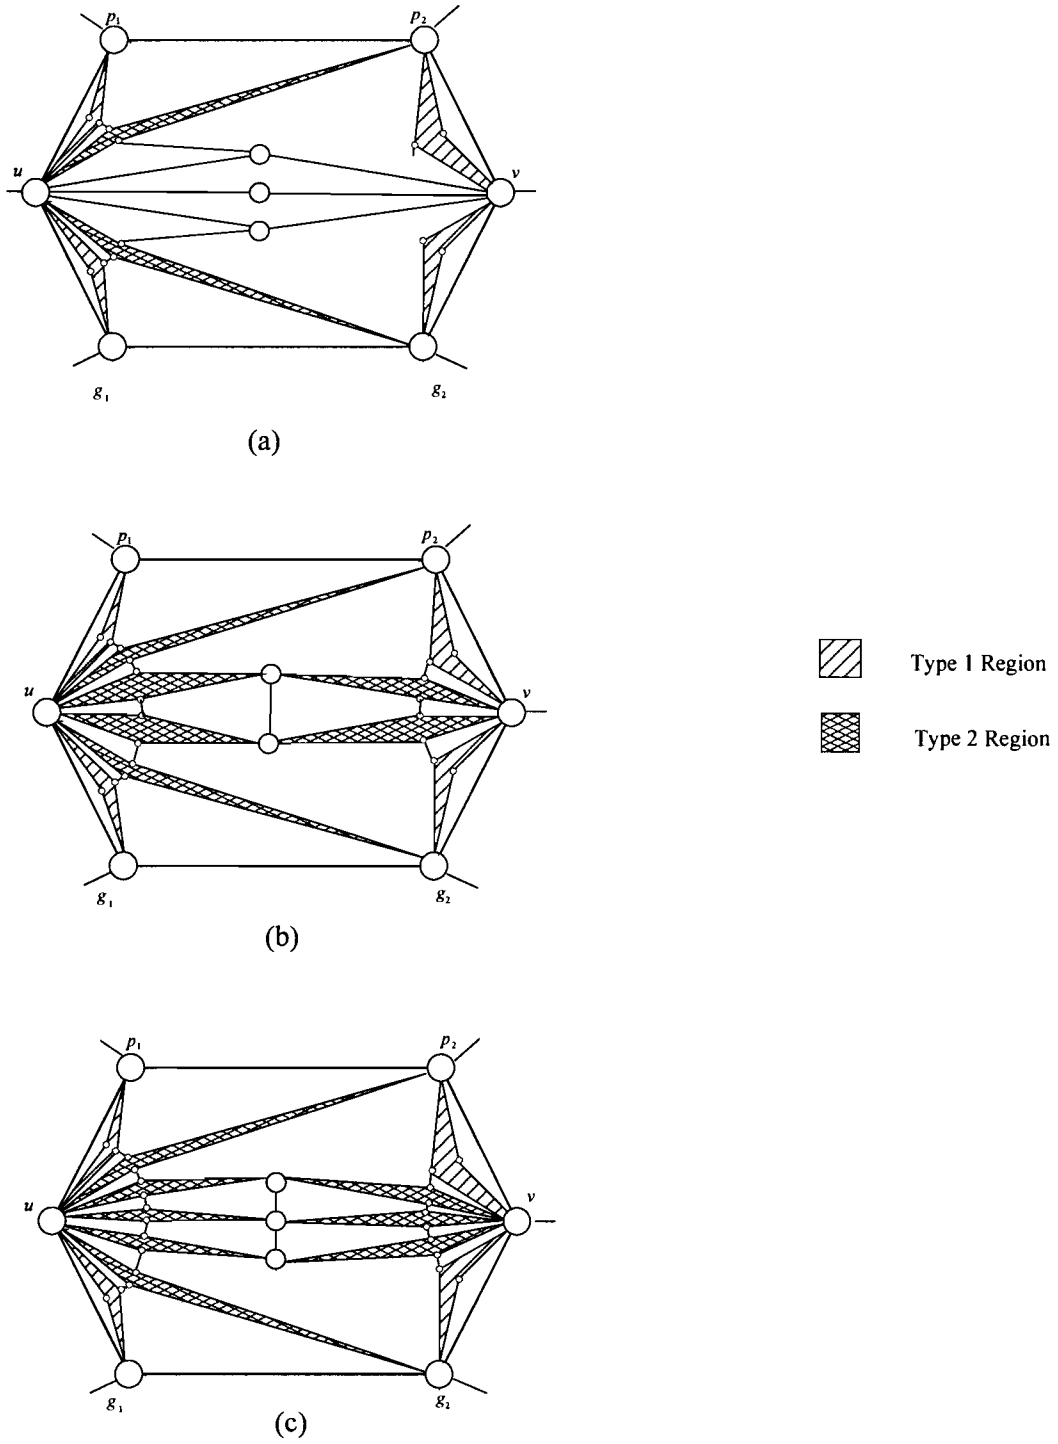 p₁ p₂
u v
g₁ g₂
(a)
p₁ p₂
u v
g₁ g₂
(b)
Type 1 Region
Type 2 Region
p₁ p₂
u v
g₁ g₂
(c)